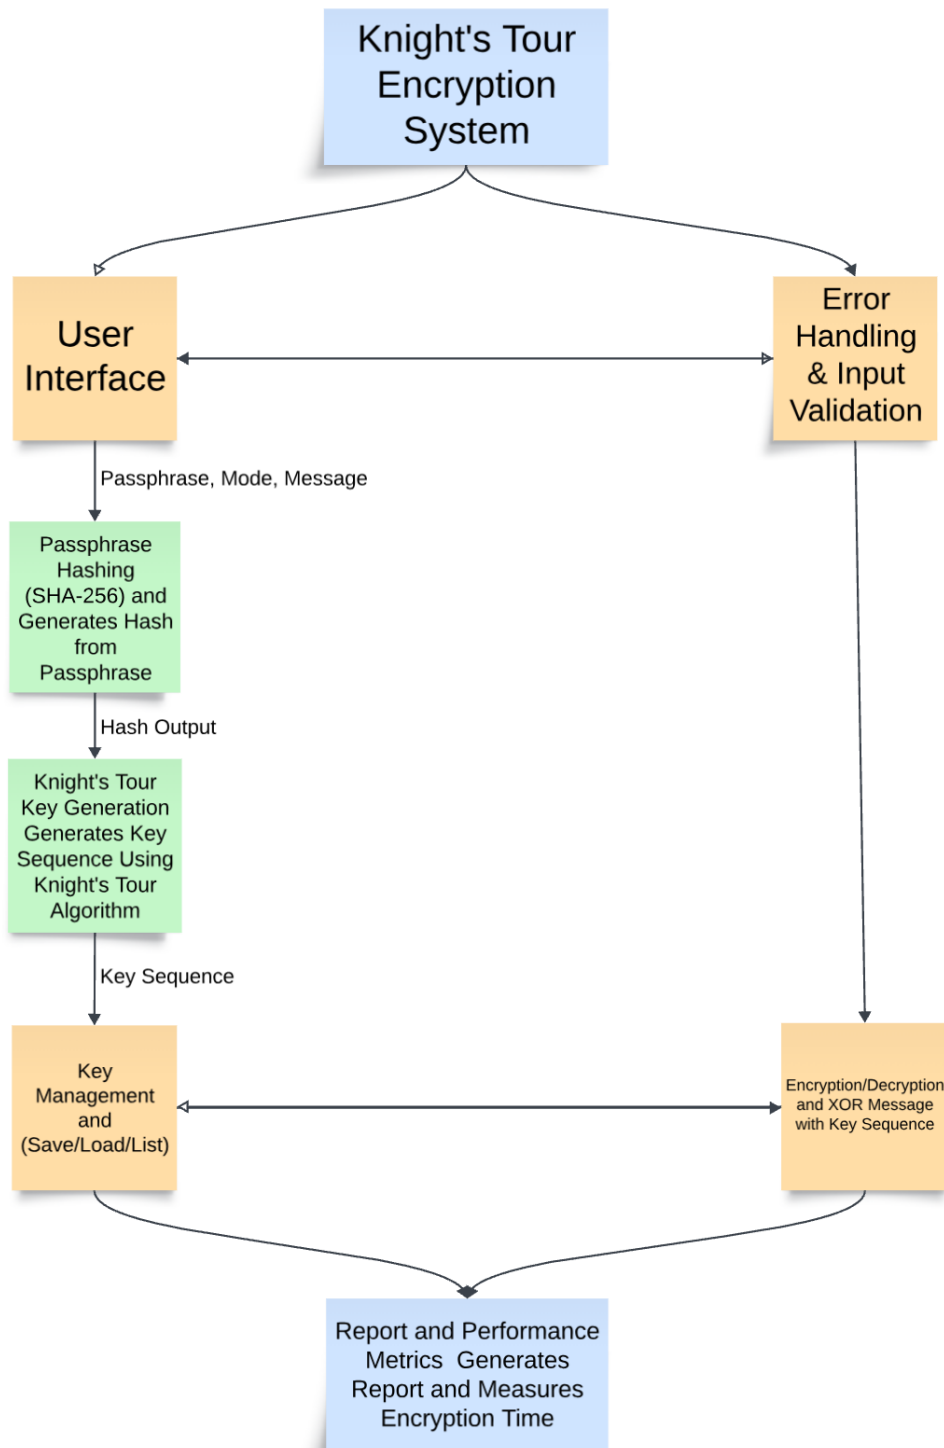 Knight's Tour
Encryption
System
User
Interface
Error
Handling
& Input
Validation
Passphrase, Mode, Message
Passphrase
Hashing
(SHA-256) and
Generates Hash
from
Passphrase
Hash Output
Knight's Tour
Key Generation
Generates Key
Sequence Using
Knight's Tour
Algorithm
Key Sequence
Key
Management
and
(Save/Load/List)
Encryption/Decryption
and XOR Message
with Key Sequence
Report and Performance
Metrics  Generates
Report and Measures
Encryption Time